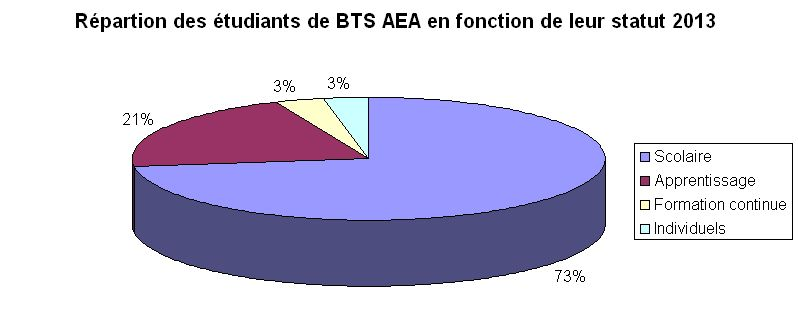 Répartion des étudiants de BTS AEA en fonction de leur statut 2013
3%
3%
21%
Scolaire
Apprentissage
Formation continue
Individuels
73%